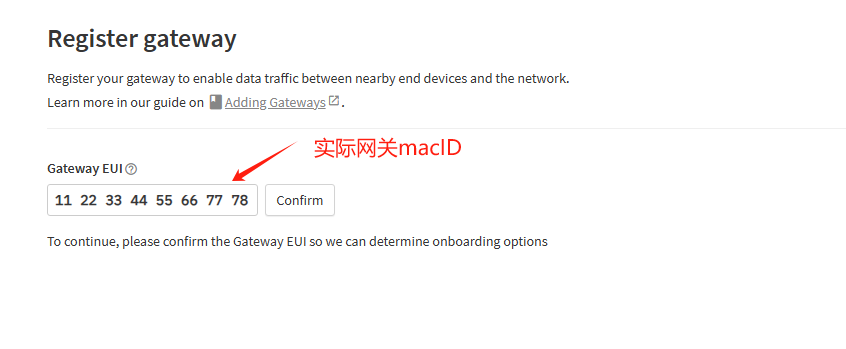 Register gateway
Register your gateway to enable data traffic between nearby end devices and the network.
Learn more in our guide on Adding Gateways.
实际网关macID
Gateway EUI
11 22 33 44 55 66 77 78 Confirm
To continue, please confirm the Gateway EUI so we can determine onboarding options